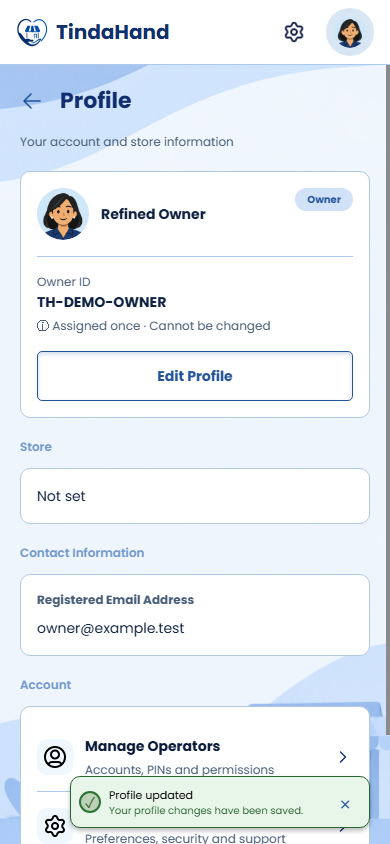 TindaHand
Profile
Your account and store information
Refined Owner
Owner
Owner ID
TH-DEMO-OWNER
Assigned once · Cannot be changed
Edit Profile
Store
Not set
Contact Information
Registered Email Address
owner@example.test
Account
Manage Operators
Accounts, PINs and permissions
Profile updated
Your profile changes have been saved.
Preferences, security and support